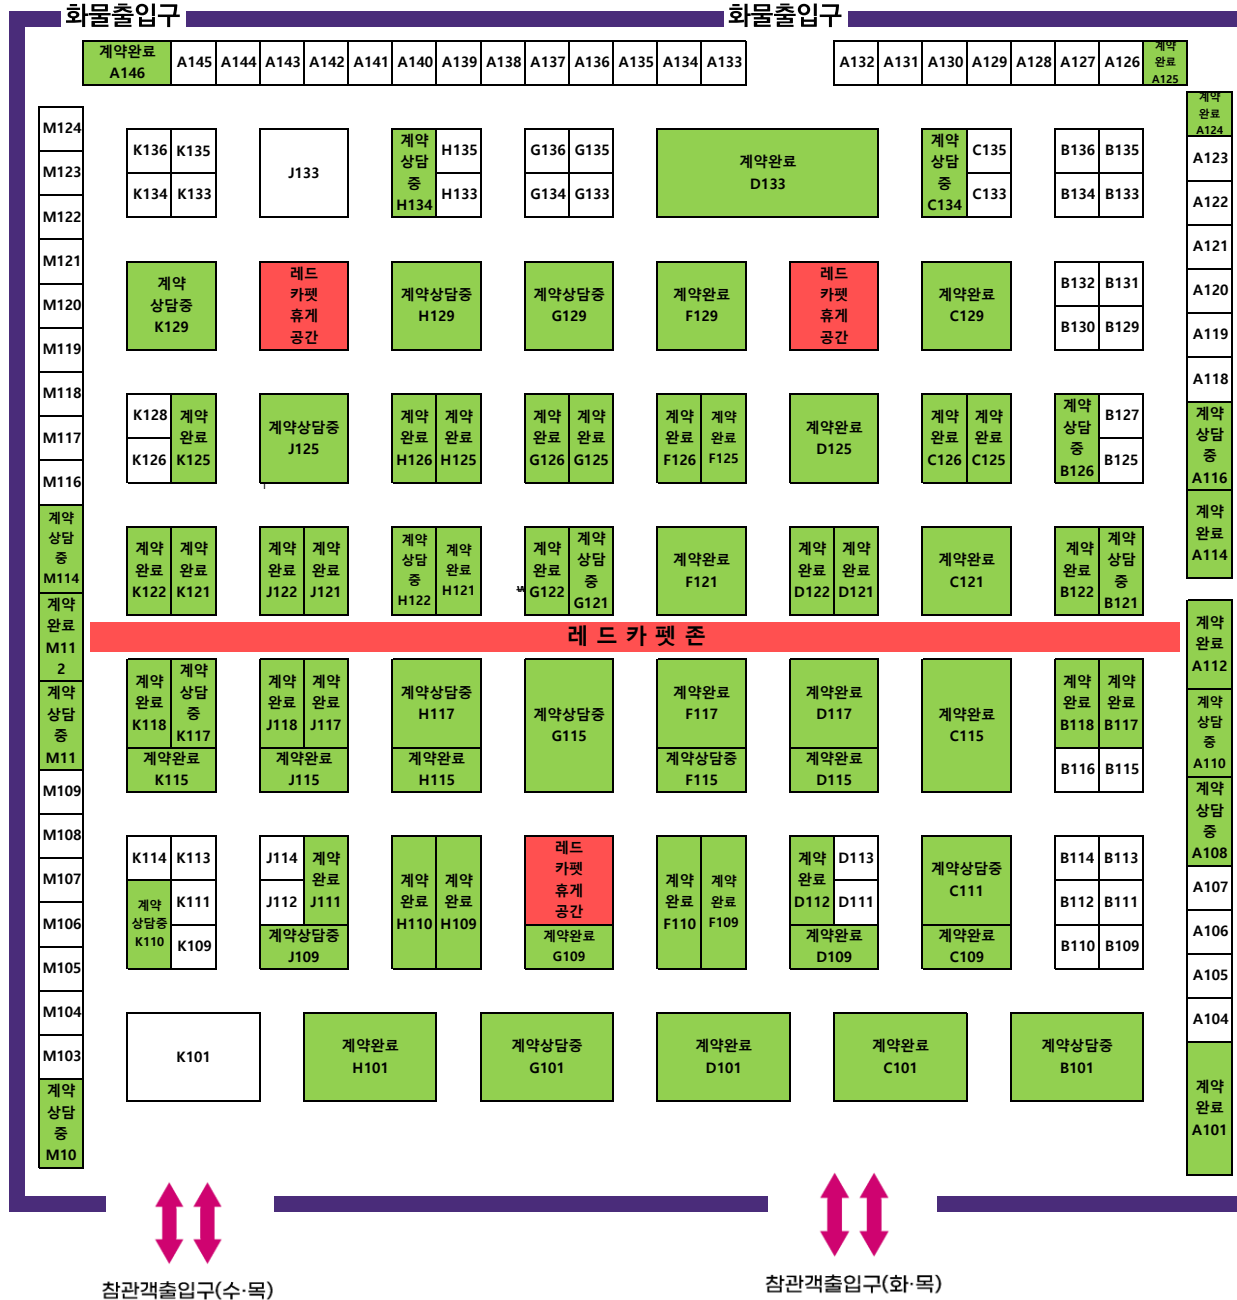 화물출입구 화물출입구
계약완료
A146
A145 A144 A143 A142 A141 A140 A139 A138 A137 A136 A135 A134 A133
A132 A131 A130 A129 A128 A127 A126
계약
완료
A125
계약
완료
A124
A123
A122
A121
A120
A119
A118
계약
상담
중
A116
계약
완료
A114
계약
완료
A112
계약
상담
중
A110
계약
상담
중
A108
A107
A106
A105
A104
계약
완료
A101
M124
M123
M122
M121
M120
M119
M118
M117
M116
계약
상담
중
M114
계약
완료
M11
2
계약
상담
중
M11
M109
M108
M107
M106
M105
M104
M103
계약
상담
중
M10
K136 K135
K134 K133
J133
계약
상담
중
H134
H135
H133
G136 G135
G134 G133
계약완료
D133
계약
상담
중
C134
C135
C133
B136 B135
B134 B133
계약
상담중
K129
레드
카펫
휴게
공간
계약상담중
H129
계약상담중
G129
계약완료
F129
레드
카펫
휴게
공간
계약완료
C129
B132 B131
B130 B129
K128
K126
계약
완료
K125
계약상담중
J125
계약
완료
H126
계약
완료
H125
계약
완료
G126
계약
완료
G125
계약
완료
F126
계약
완료
F125
계약완료
D125
계약
완료
C126
계약
완료
C125
계약
상담
중
B126
B127
B125
계약
완료
K122
계약
완료
K121
계약
완료
J122
계약
완료
J121
계약
상담
중
H122
계약
완료
H121
계약
완료
G122
계약
상담
중
G121
계약완료
F121
계약
완료
D122
계약
완료
D121
계약완료
C121
계약
완료
B122
계약
상담
중
B121
레 드 카 펫 존
계약
완료
K118
계약
상담
중
K117
계약완료
K115
계약
완료
J118
계약
완료
J117
계약완료
J115
계약상담중
H117
계약완료
H115
계약상담중
G115
계약완료
F117
계약상담중
F115
계약완료
D117
계약완료
D115
계약완료
C115
계약
완료
B118
계약
완료
B117
B116 B115
K114 K113
계약
상담중
K110
K111
K109
J114
J112
계약
완료
J111
계약상담중
J109
계약
완료
H110
계약
완료
H109
레드
카펫
휴게
공간
계약완료
G109
계약
완료
F110
계약
완료
F109
계약
완료
D112
D113
D111
계약완료
D109
계약상담중
C111
계약완료
C109
B114 B113
B112 B111
B110 B109
K101
계약완료
H101
계약상담중
G101
계약완료
D101
계약완료
C101
계약상담중
B101
참관객출입구(수·목)
참관객출입구(화·목)